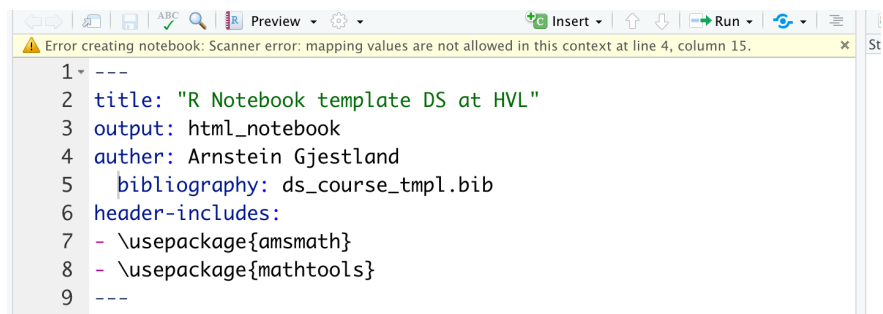 ABC Preview Insert Run
Error creating notebook: Scanner error: mapping values are not allowed in this context at line 4, column 15. × St
1 ---
2 title: "R Notebook template DS at HVL"
3 output: html_notebook
4 auther: Arnstein Gjestland
5   bibliography: ds_course_tmpl.bib
6 header-includes:
7 - \usepackage{amsmath}
8 - \usepackage{mathtools}
9 ---